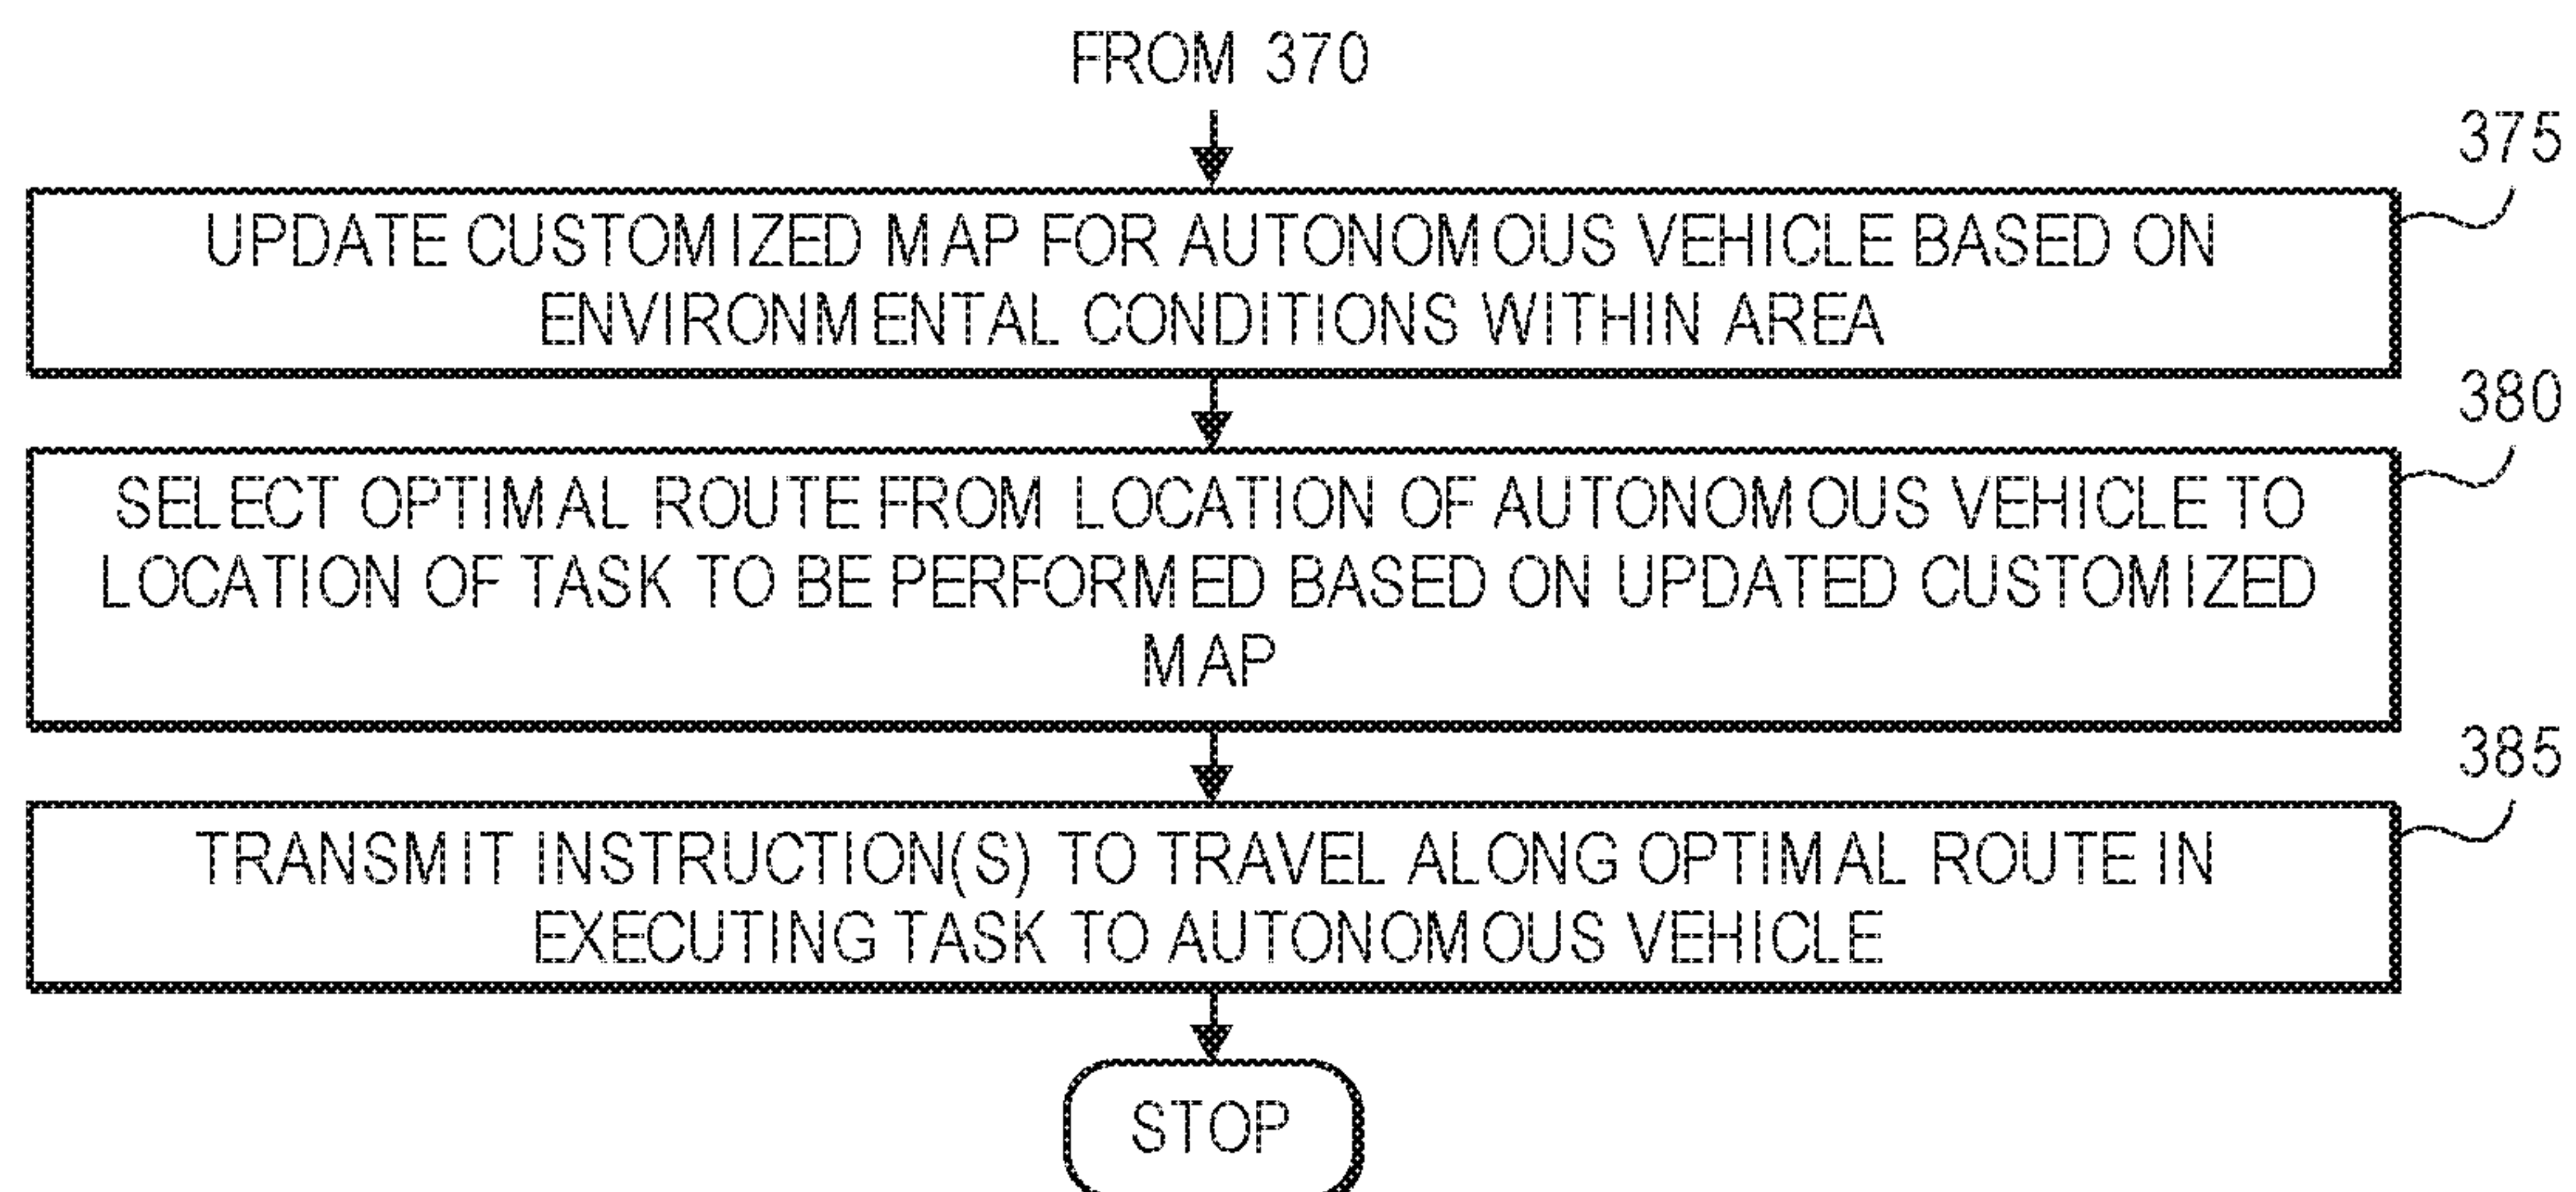 FROM 370
375
UPDATE CUSTOMIZED MAP FOR AUTONOMOUS VEHICLE BASED ON
ENVIRONMENTAL CONDITIONS WITHIN AREA
380
SELECT OPTIMAL ROUTE FROM LOCATION OF AUTONOMOUS VEHICLE TO
LOCATION OF TASK TO BE PERFORMED BASED ON UPDATED CUSTOMIZED
MAP
385
TRANSMIT INSTRUCTION(S) TO TRAVEL ALONG OPTIMAL ROUTE IN
EXECUTING TASK TO AUTONOMOUS VEHICLE
STOP